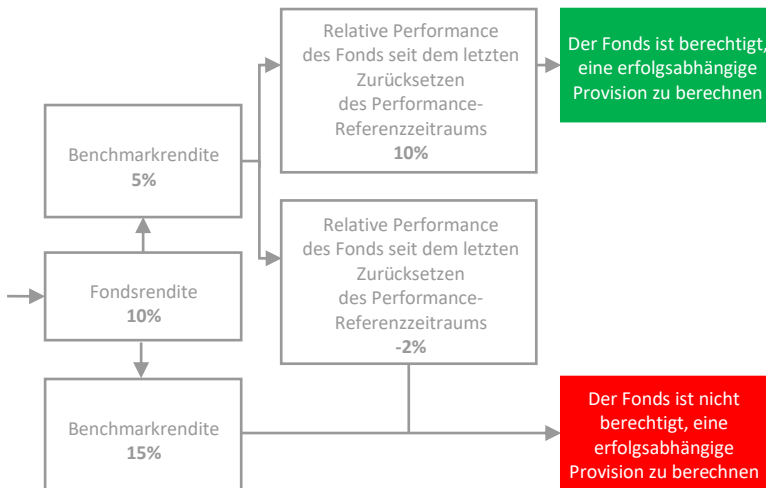 Relative Performance
des Fonds seit dem letzten
Zurücksetzen
des Performance-
Referenzzeitraums
10%
Der Fonds ist berechtigt,
eine erfolgsabhängige
Provision zu berechnen
Benchmarkrendite
5%
Relative Performance
des Fonds seit dem letzten
Zurücksetzen
des Performance-
Referenzzeitraums
-2%
Fondsrendite
10%
Benchmarkrendite
15%
Der Fonds ist nicht
berechtigt, eine
erfolgsabhängige
Provision zu berechnen